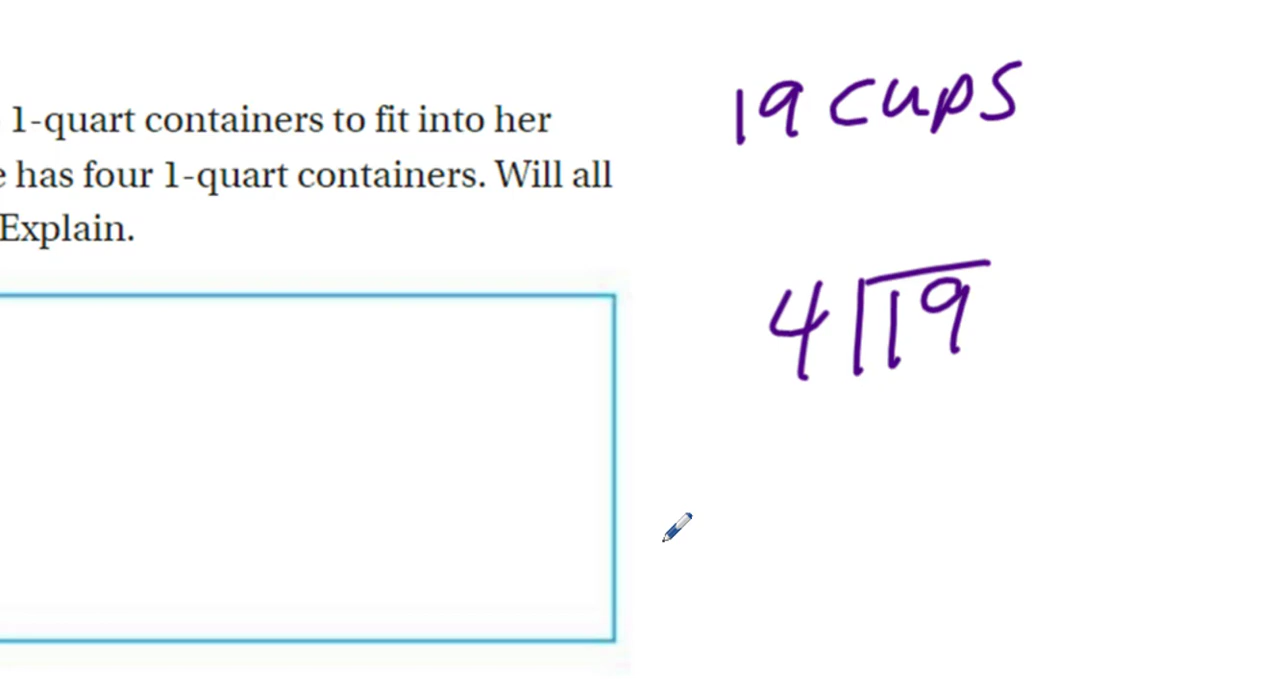 19 cups
1-quart containers to fit into her
has four 1-quart containers. Will all
Explain.
4 19